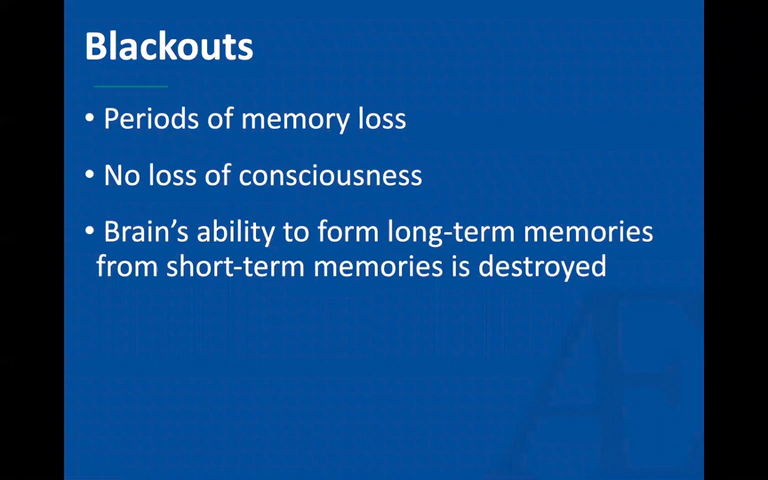 Blackouts
• Periods of memory loss
• No loss of consciousness
• Brain’s ability to form long-term memories
from short-term memories is destroyed
Æ